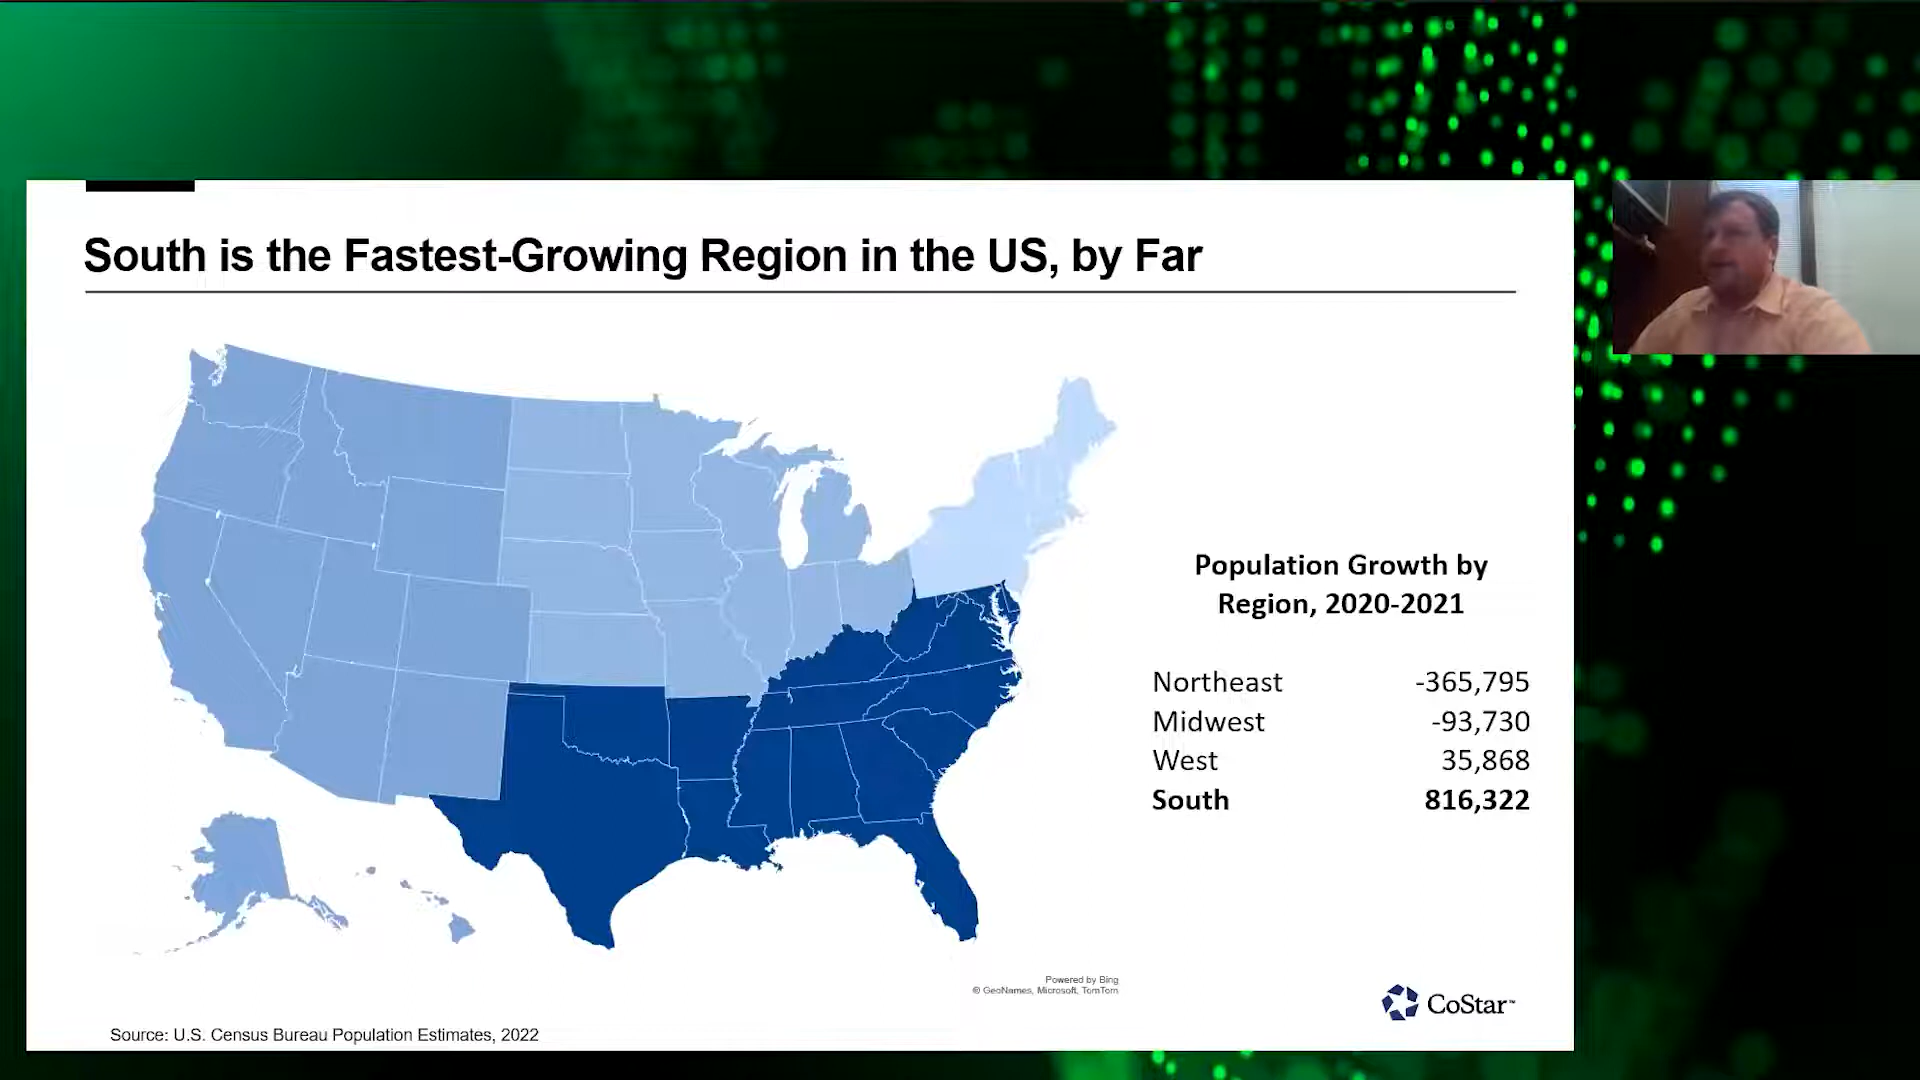 South is the Fastest-Growing Region in the US, by Far
Population Growth by
Region, 2020-2021
Northeast -365,795
Midwest -93,730
West 35,868
South 816,322
Powered by Bing
© GeoNames, Microsoft, TomTom
CoStar™
Source: U.S. Census Bureau Population Estimates, 2022